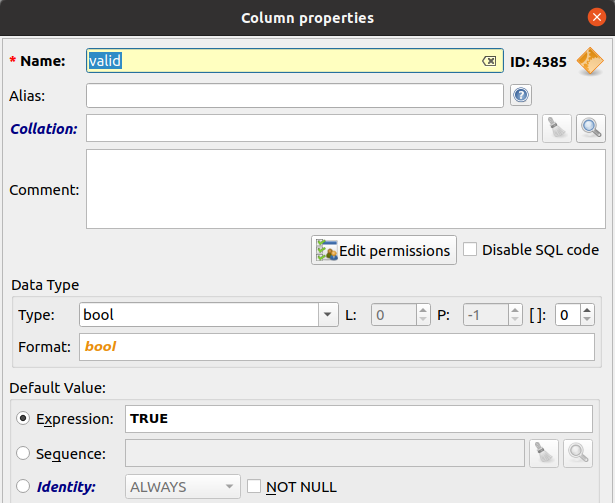 Column properties
* Name: valid ID: 4385
Alias:
Collation:
Comment:
Edit permissions Disable SQL code
Data Type
Type: bool L: 0 P: -1 [ ]: 0
Format: bool
Default Value:
Expression: TRUE
Sequence:
Identity: ALWAYS NOT NULL